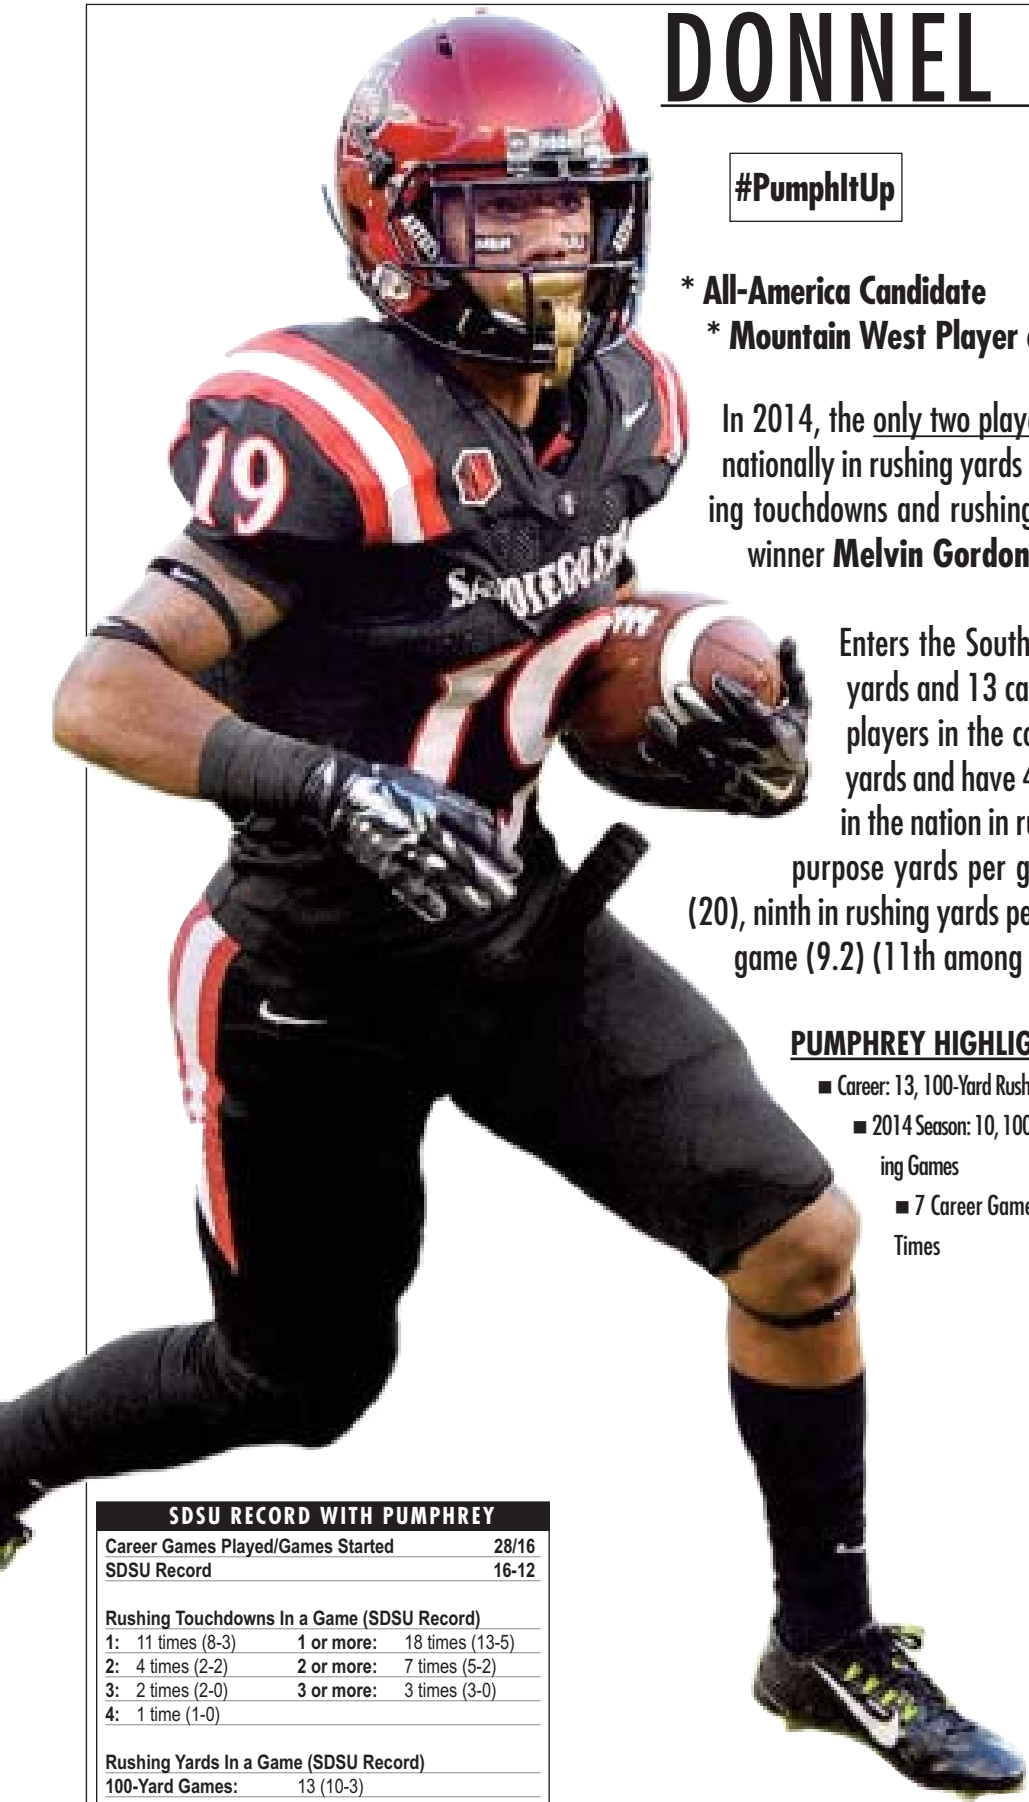 DONNEL
#PumphItUp
* All-America Candidate
* Mountain West Player
In 2014, the only two play
nationally in rushing yards
ing touchdowns and rushing
winner Melvin Gordon
Enters the South
yards and 13 ca
players in the co
yards and have 4
in the nation in ru
purpose yards per g
(20), ninth in rushing yards pe
game (9.2) (11th among
PUMPHREY HIGHLIG
■ Career: 13, 100-Yard Rush
■ 2014 Season: 10, 100
ing Games
■ 7 Career Game
Times
19
SAN DIEGO ST
19
SDSU RECORD WITH PUMPHREY
Career Games Played/Games Started 28/16
SDSU Record 16-12
Rushing Touchdowns In a Game (SDSU Record)
1: 11 times (8-3) 1 or more: 18 times (13-5)
2: 4 times (2-2) 2 or more: 7 times (5-2)
3: 2 times (2-0) 3 or more: 3 times (3-0)
4: 1 time (1-0)
Rushing Yards In a Game (SDSU Record)
100-Yard Games: 13 (10-3)